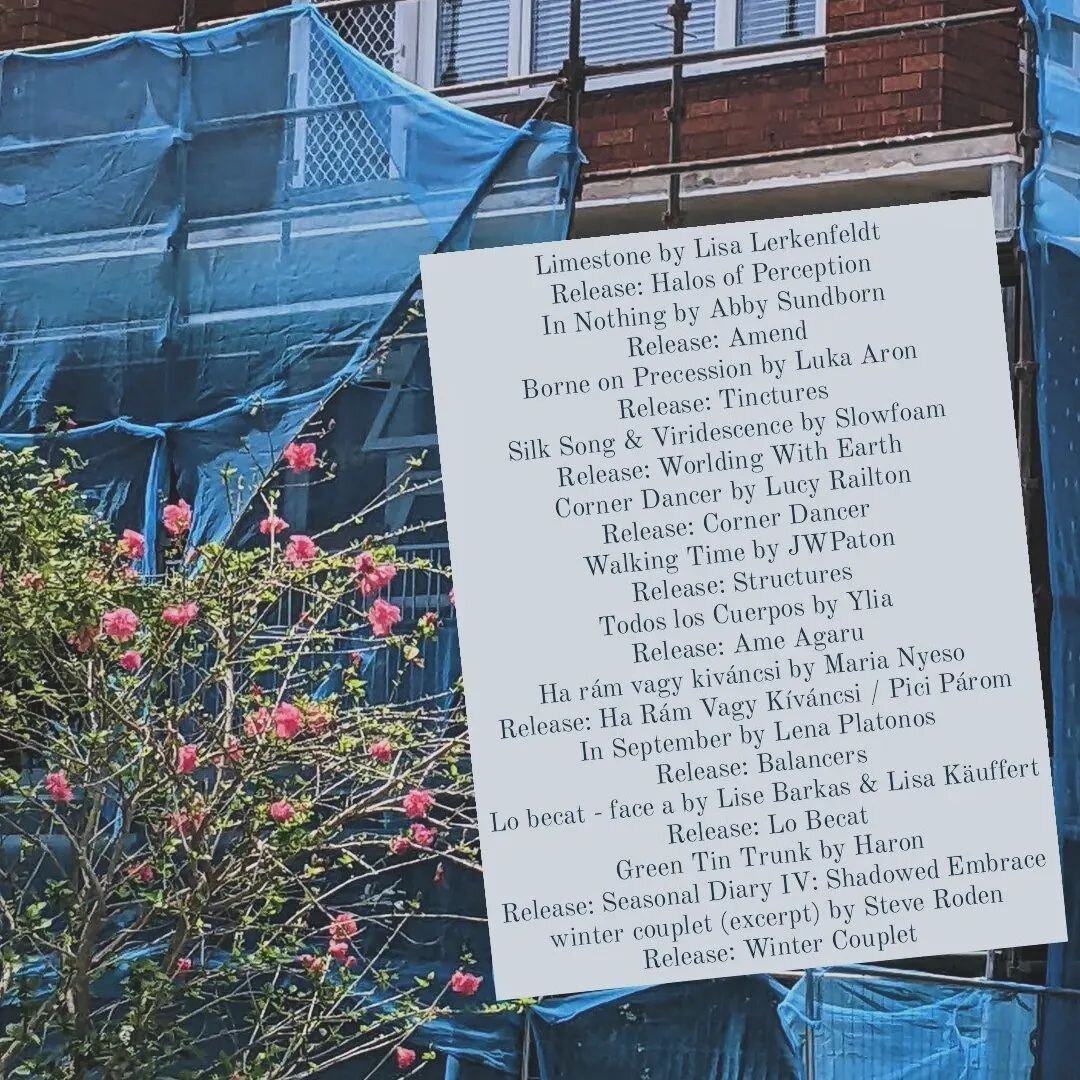 Limestone by Lisa Lerkenfeldt
Release: Halos of Perception
In Nothing by Abby Sundborn
Release: Amend
Borne on Precession by Luka Aron
Release: Tinctures
Silk Song & Viridescence by Slowfoam
Release: Worlding With Earth
Corner Dancer by Lucy Railton
Release: Corner Dancer
Walking Time by JWPaton
Release: Structures
Todos los Cuerpos by Ylia
Release: Ame Agaru
Ha rám vagy kiváncsi by Maria Nyeso
Release: Ha Rám Vagy Kíváncsi / Pici Párom
In September by Lena Platonos
Release: Balancers
Lo becat - face a by Lise Barkas & Lisa Käuffert
Release: Lo Becat
Green Tin Trunk by Haron
Release: Seasonal Diary IV: Shadowed Embrace
winter couplet (excerpt) by Steve Roden
Release: Winter Couplet